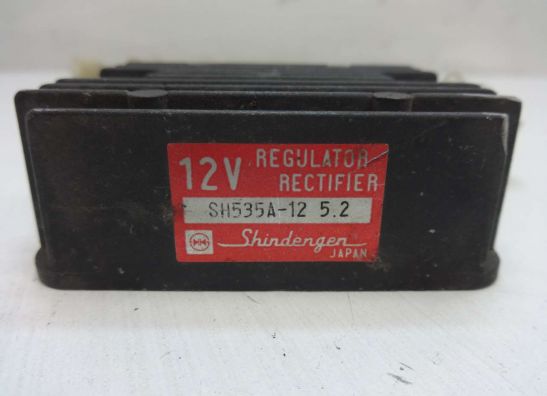 12V REGULATOR
RECTIFIER
SH535A-12 5.2
Shindengen
JAPAN